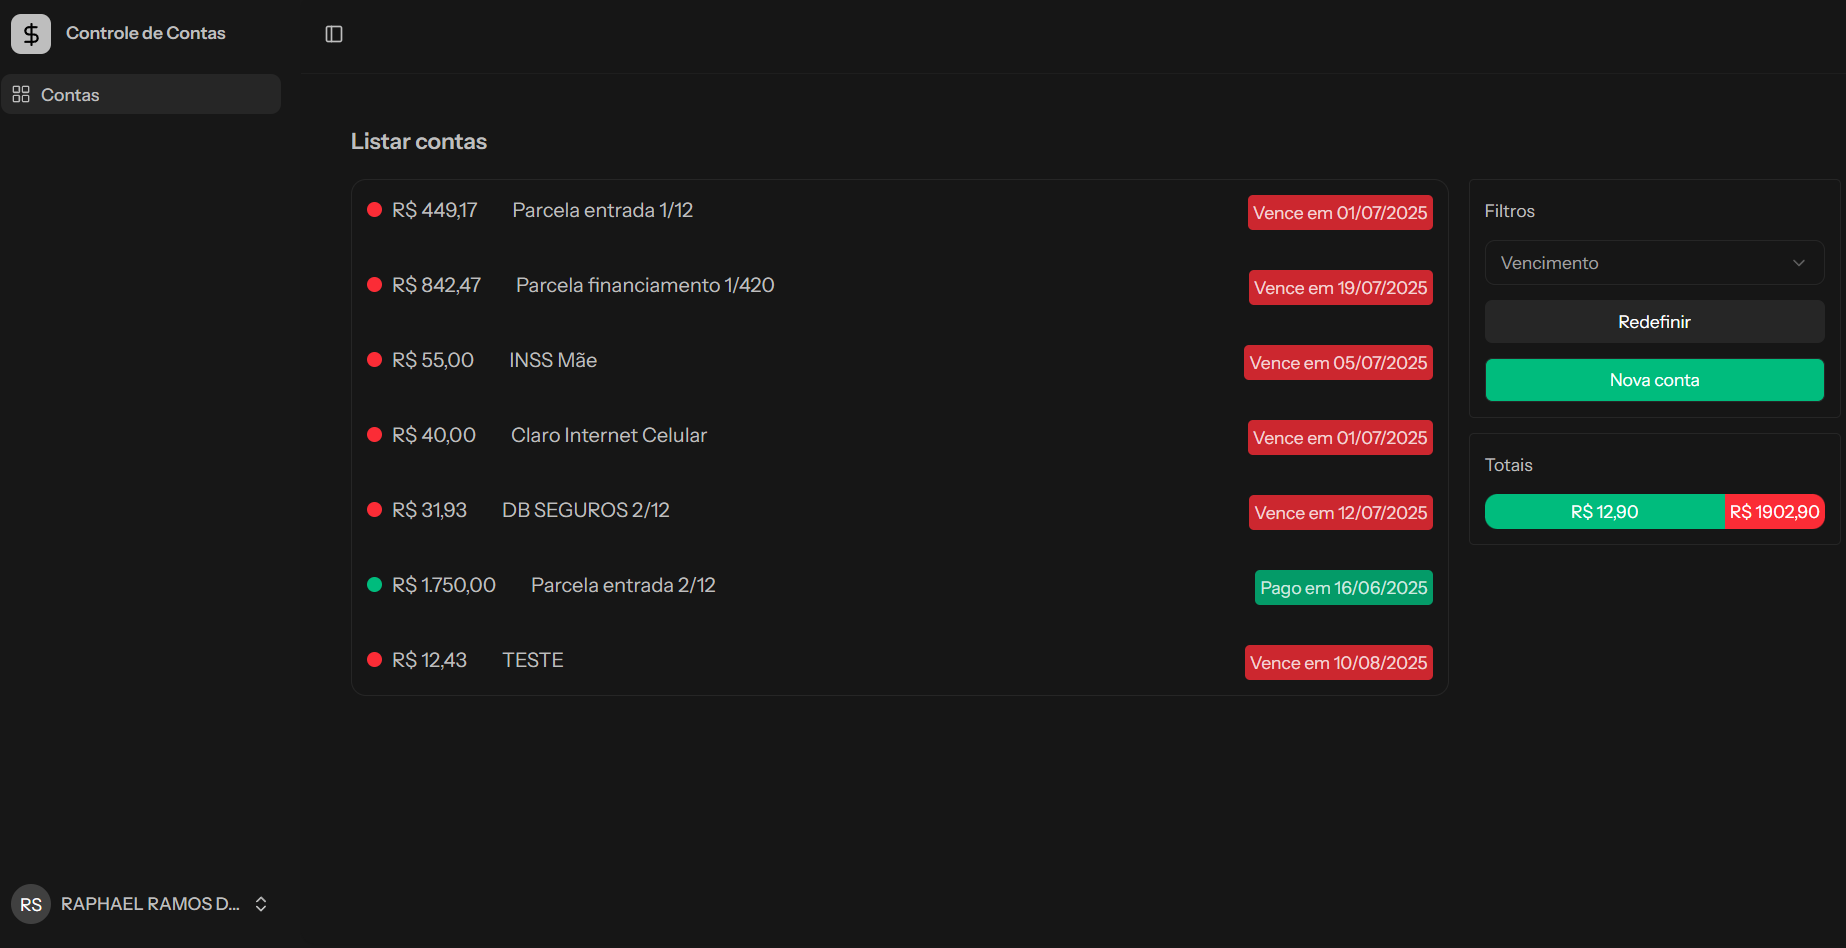 Controle de Contas
Contas
Listar contas
R$ 449,17 Parcela entrada 1/12 Vence em 01/07/2025
R$ 842,47 Parcela financiamento 1/420 Vence em 19/07/2025
R$ 55,00 INSS Mãe Vence em 05/07/2025
R$ 40,00 Claro Internet Celular Vence em 01/07/2025
R$ 31,93 DB SEGUROS 2/12 Vence em 12/07/2025
R$ 1.750,00 Parcela entrada 2/12 Pago em 16/06/2025
R$ 12,43 TESTE Vence em 10/08/2025
Filtros
Vencimento
Redefinir
Nova conta
Totais
R$ 12,90 R$ 1902,90
RS RAPHAEL RAMOS D...